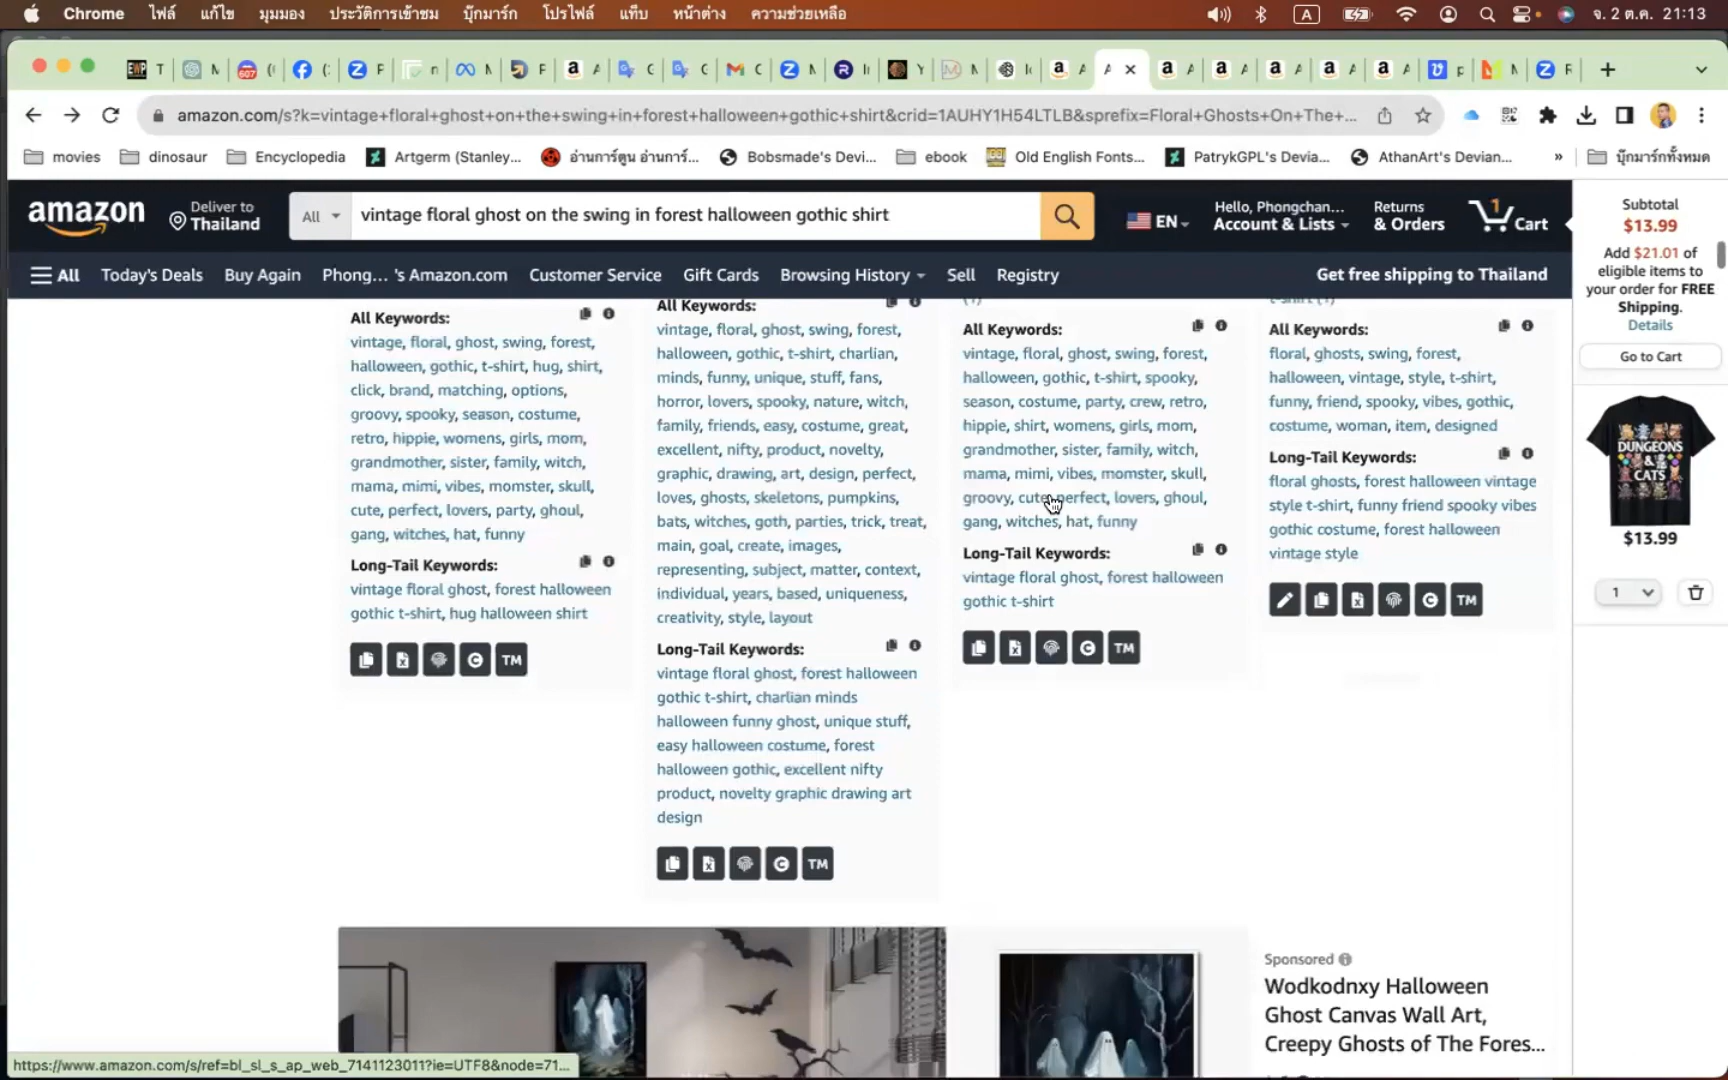 Chrome ไฟล์ แก้ไข มุมมอง ประวัติการเข้าชม บุ๊กมาร์ก โปรไฟล์ แท็บ หน้าต่าง ความช่วยเหลือ
A จ. 2 ต.ค. 21:13
amazon.com/s?k=vintage+floral+ghost+on+the+swing+in+forest+halloween+gothic+shirt&crid=1AUHY1H54LTLB&sprefix=Floral+Ghosts+On+The+...
movies dinosaur Encyclopedia Artgerm (Stanley... อ่านการ์ตูน อ่านการ์... Bobsmade's Devi... ebook Old English Fonts... PatrykGPL's Devia... AthanArt's Devian... » บุ๊กมาร์กทั้งหมด
amazon
Deliver to
Thailand
All
vintage floral ghost on the swing in forest halloween gothic shirt
EN
Hello, Phongchan...
Account & Lists
Returns
& Orders
1
Cart
All Today's Deals Buy Again Phong... 's Amazon.com Customer Service Gift Cards Browsing History Sell Registry Get free shipping to Thailand
Subtotal
$13.99
Add $21.01 of
eligible items to
your order for FREE
Shipping.
Details
Go to Cart
DUNGEONS
&
CATS
$13.99
1
All Keywords:
vintage, floral, ghost, swing, forest,
halloween, gothic, t-shirt, hug, shirt,
click, brand, matching, options,
groovy, spooky, season, costume,
retro, hippie, womens, girls, mom,
grandmother, sister, family, witch,
mama, mimi, vibes, momster, skull,
cute, perfect, lovers, party, ghoul,
gang, witches, hat, funny
Long-Tail Keywords:
vintage floral ghost, forest halloween
gothic t-shirt, hug halloween shirt
TM
All Keywords:
vintage, floral, ghost, swing, forest,
halloween, gothic, t-shirt, charlian,
minds, funny, unique, stuff, fans,
horror, lovers, spooky, nature, witch,
family, friends, easy, costume, great,
excellent, nifty, product, novelty,
graphic, drawing, art, design, perfect,
loves, ghosts, skeletons, pumpkins,
bats, witches, goth, parties, trick, treat,
main, goal, create, images,
representing, subject, matter, context,
individual, years, based, uniqueness,
creativity, style, layout
Long-Tail Keywords:
vintage floral ghost, forest halloween
gothic t-shirt, charlian minds
halloween funny ghost, unique stuff,
easy halloween costume, forest
halloween gothic, excellent nifty
product, novelty graphic drawing art
design
TM
(1)
All Keywords:
vintage, floral, ghost, swing, forest,
halloween, gothic, t-shirt, spooky,
season, costume, party, crew, retro,
hippie, shirt, womens, girls, mom,
grandmother, sister, family, witch,
mama, mimi, vibes, momster, skull,
groovy, cute, perfect, lovers, ghoul,
gang, witches, hat, funny
Long-Tail Keywords:
vintage floral ghost, forest halloween
gothic t-shirt
TM
t-shirt (1)
All Keywords:
floral, ghosts, swing, forest,
halloween, vintage, style, t-shirt,
funny, friend, spooky, vibes, gothic,
costume, woman, item, designed
Long-Tail Keywords:
floral ghosts, forest halloween vintage
style t-shirt, funny friend spooky vibes
gothic costume, forest halloween
vintage style
TM
Sponsored
Wodkodnxy Halloween
Ghost Canvas Wall Art,
Creepy Ghosts of The Fores...
https://www.amazon.com/s/ref=bl_sl_s_ap_web_7141123011?ie=UTF8&node=71...